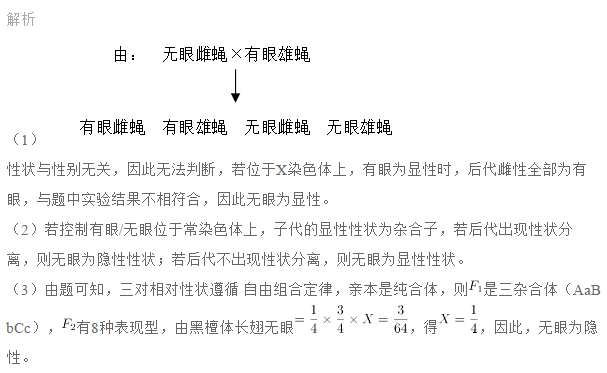 解析
由： 无眼雌蝇×有眼雄蝇
有眼雌蝇 有眼雄蝇 无眼雌蝇 无眼雄蝇
（1）
性状与性别无关，因此无法判断，若位于X染色体上，有眼为显性时，后代雌性全部为有
眼，与题中实验结果不相符合，因此无眼为显性。
（2）若控制有眼/无眼位于常染色体上，子代的显性性状为杂合子，若后代出现性状分
离，则无眼为隐性性状；若后代不出现性状分离，则无眼为显性性状。
（3）由题可知，三对相对性状遵循 自由组合定律，亲本是纯合体，则F₁是三杂合体（AaB
bCc），F₂有8种表现型，由黑檀体长翅无眼=1/4×3/4×X=3/64，得X=1/4，因此，无眼为隐
性。